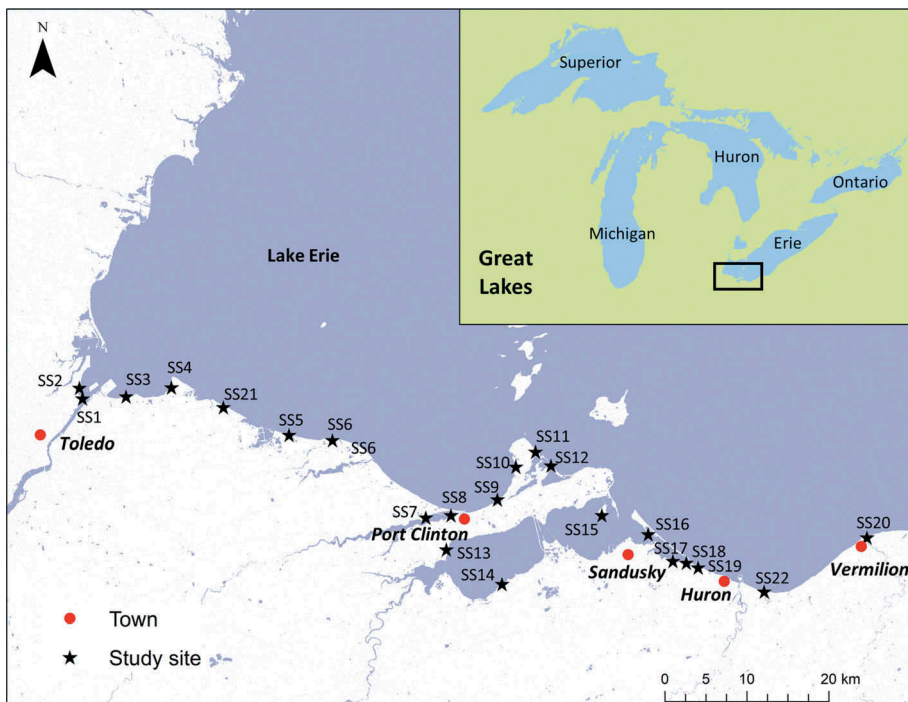 N
Superior
Huron
Ontario
Michigan
Erie
Great
Lakes
Lake Erie
SS4
SS2
SS3
SS21
SS1
SS5
SS6
SS6
Toledo
SS11
SS10
SS12
SS9
SS8
SS7
Port Clinton
SS15
SS16
SS20
SS13
SS17
SS18
SS19
Sandusky
Vermilion
SS14
SS22
Huron
Town
Study site
0 10 20 km